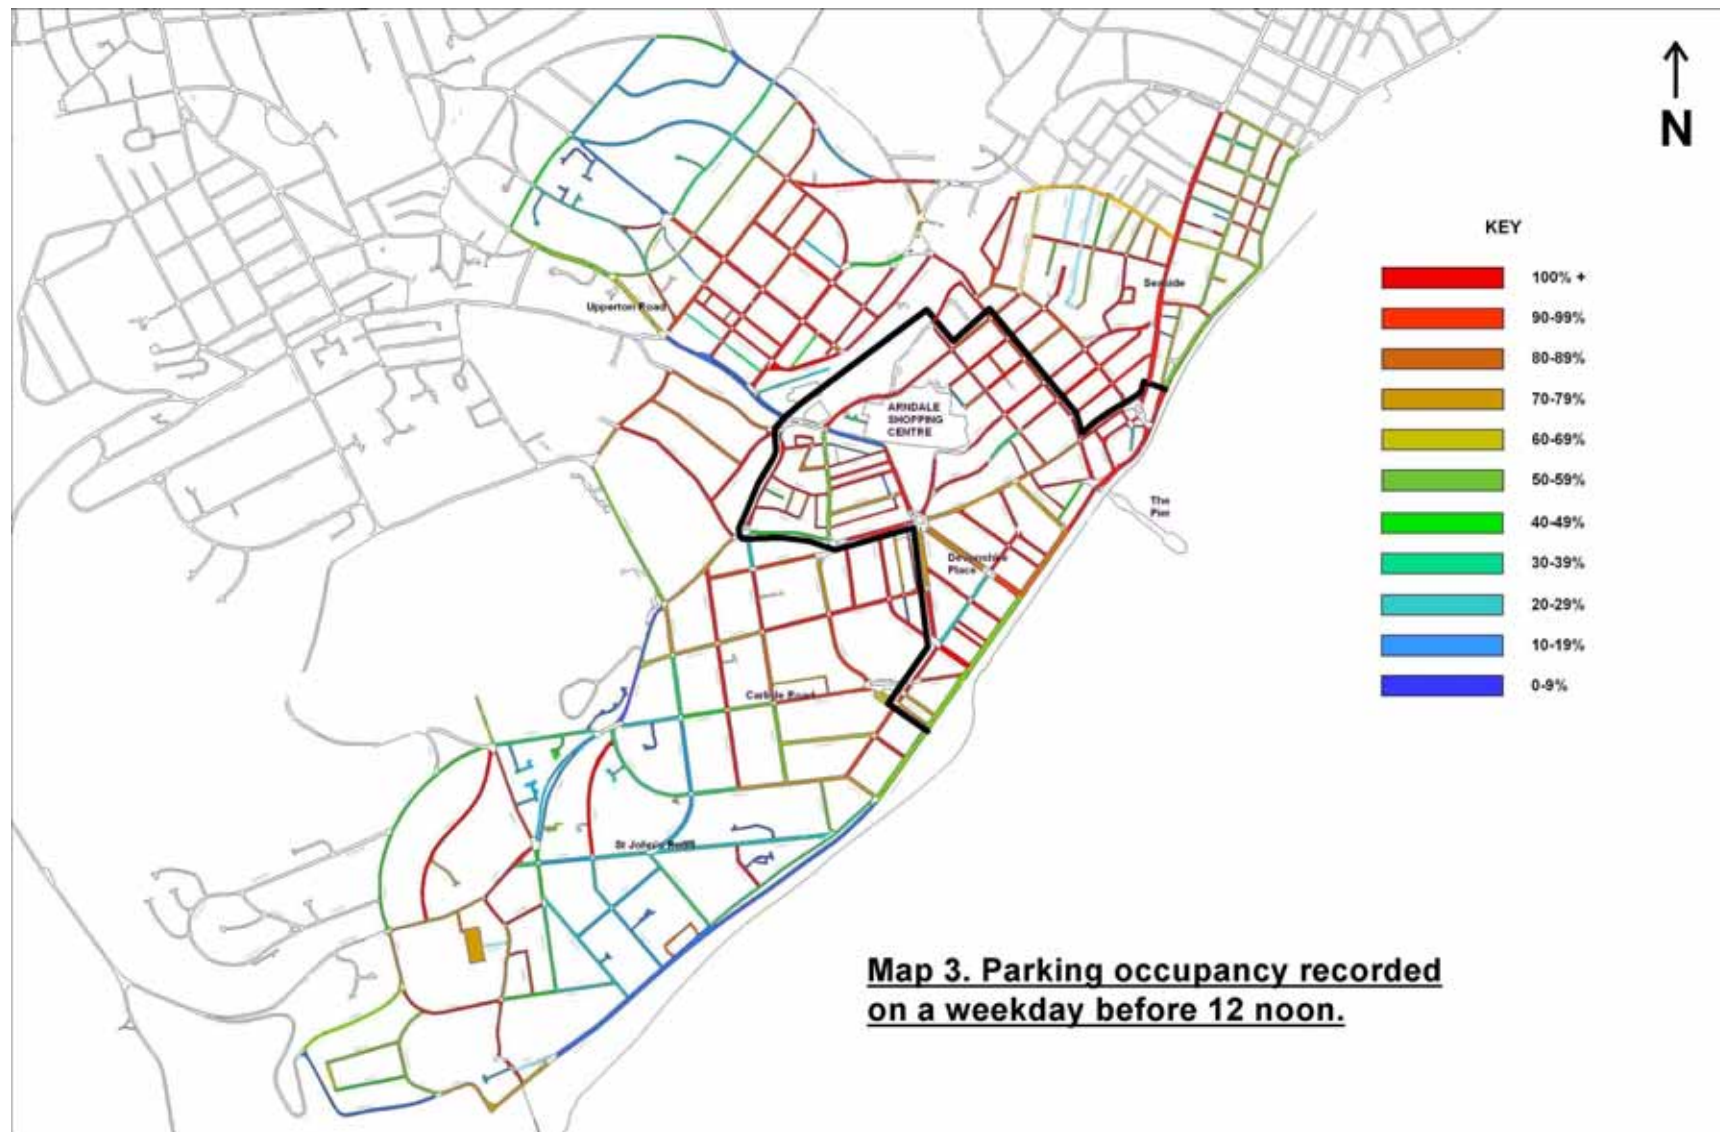 N
KEY
100% +
90-99%
80-89%
70-79%
60-69%
50-59%
40-49%
30-39%
20-29%
10-19%
0-9%
Seaside
Upperton Road
ARNDALE
SHOPPING
CENTRE
The
Pier
Devonshire
Place
Carlisle Road
St John's Road
Map 3. Parking occupancy recorded
on a weekday before 12 noon.